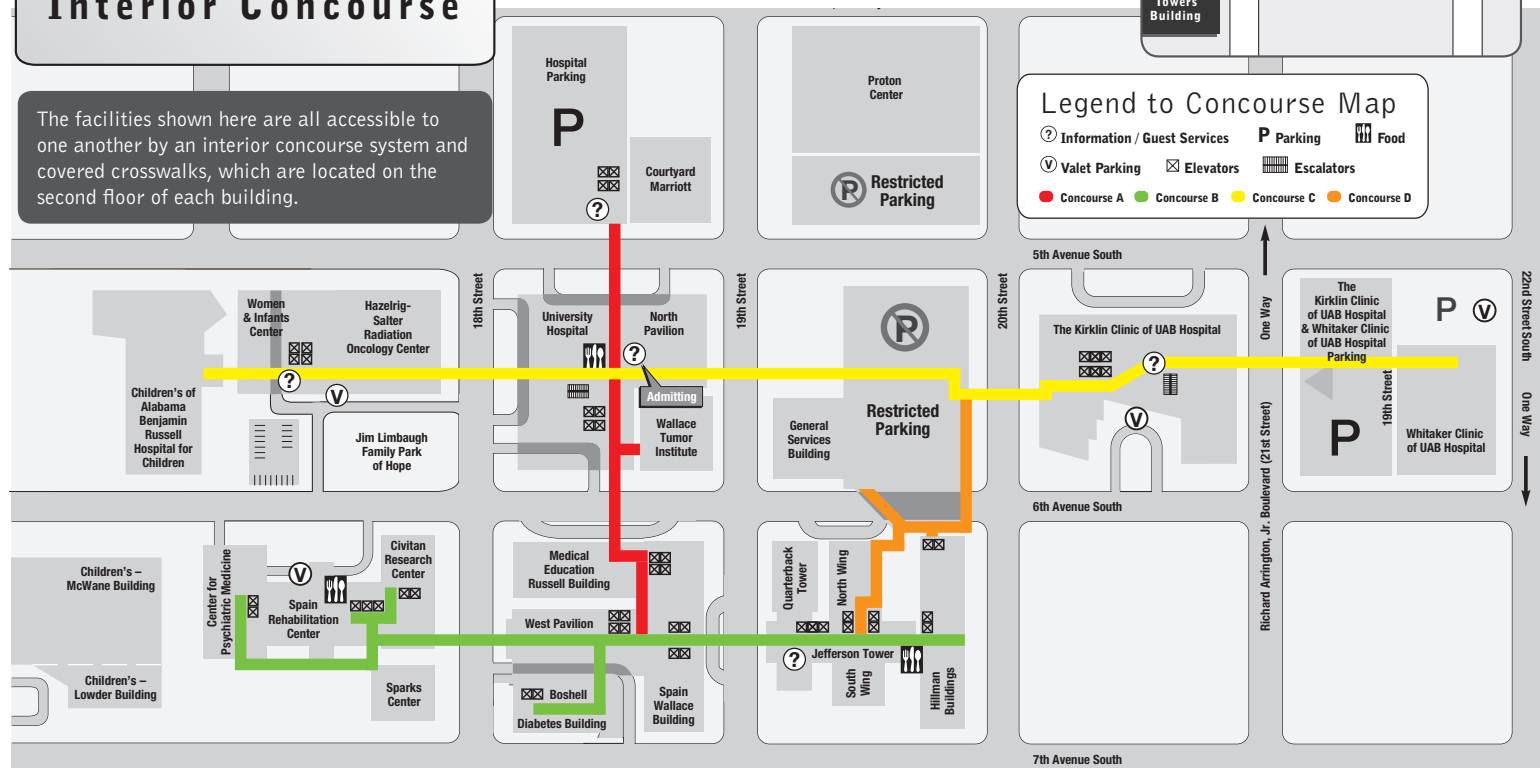 Interior Concourse
Towers
Building
The facilities shown here are all accessible to
one another by an interior concourse system and
covered crosswalks, which are located on the
second floor of each building.
Hospital
Parking
P
?
Courtyard
Marriott
Proton
Center
P
Restricted
Parking
Legend to Concourse Map
? Information / Guest Services
P Parking
Food
V Valet Parking
Elevators
Escalators
Concourse A
Concourse B
Concourse C
Concourse D
5th Avenue South
18th Street
19th Street
20th Street
One Way
Richard Arrington, Jr. Boulevard (21st Street)
22nd Street South
One Way
Women
& Infants
Center
Hazelrig-
Salter
Radiation
Oncology Center
?
V
Children's of
Alabama
Benjamin
Russell
Hospital for
Children
Jim Limbaugh
Family Park
of Hope
University
Hospital
North
Pavilion
?
Admitting
Wallace
Tumor
Institute
P
General
Services
Building
Restricted
Parking
The Kirklin Clinic of UAB Hospital
?
V
The
Kirklin Clinic
of UAB Hospital
& Whitaker Clinic
of UAB Hospital
Parking
P
V
19th Street
P
Whitaker Clinic
of UAB Hospital
6th Avenue South
Children's –
McWane Building
Children's –
Lowder Building
Center for
Psychiatric Medicine
V
Spain
Rehabilitation
Center
Civitan
Research
Center
Sparks
Center
Medical
Education
Russell Building
West Pavilion
Boshell
Diabetes Building
Spain
Wallace
Building
Quarterback
Tower
North Wing
?
Jefferson Tower
South
Wing
Hillman
Buildings
7th Avenue South